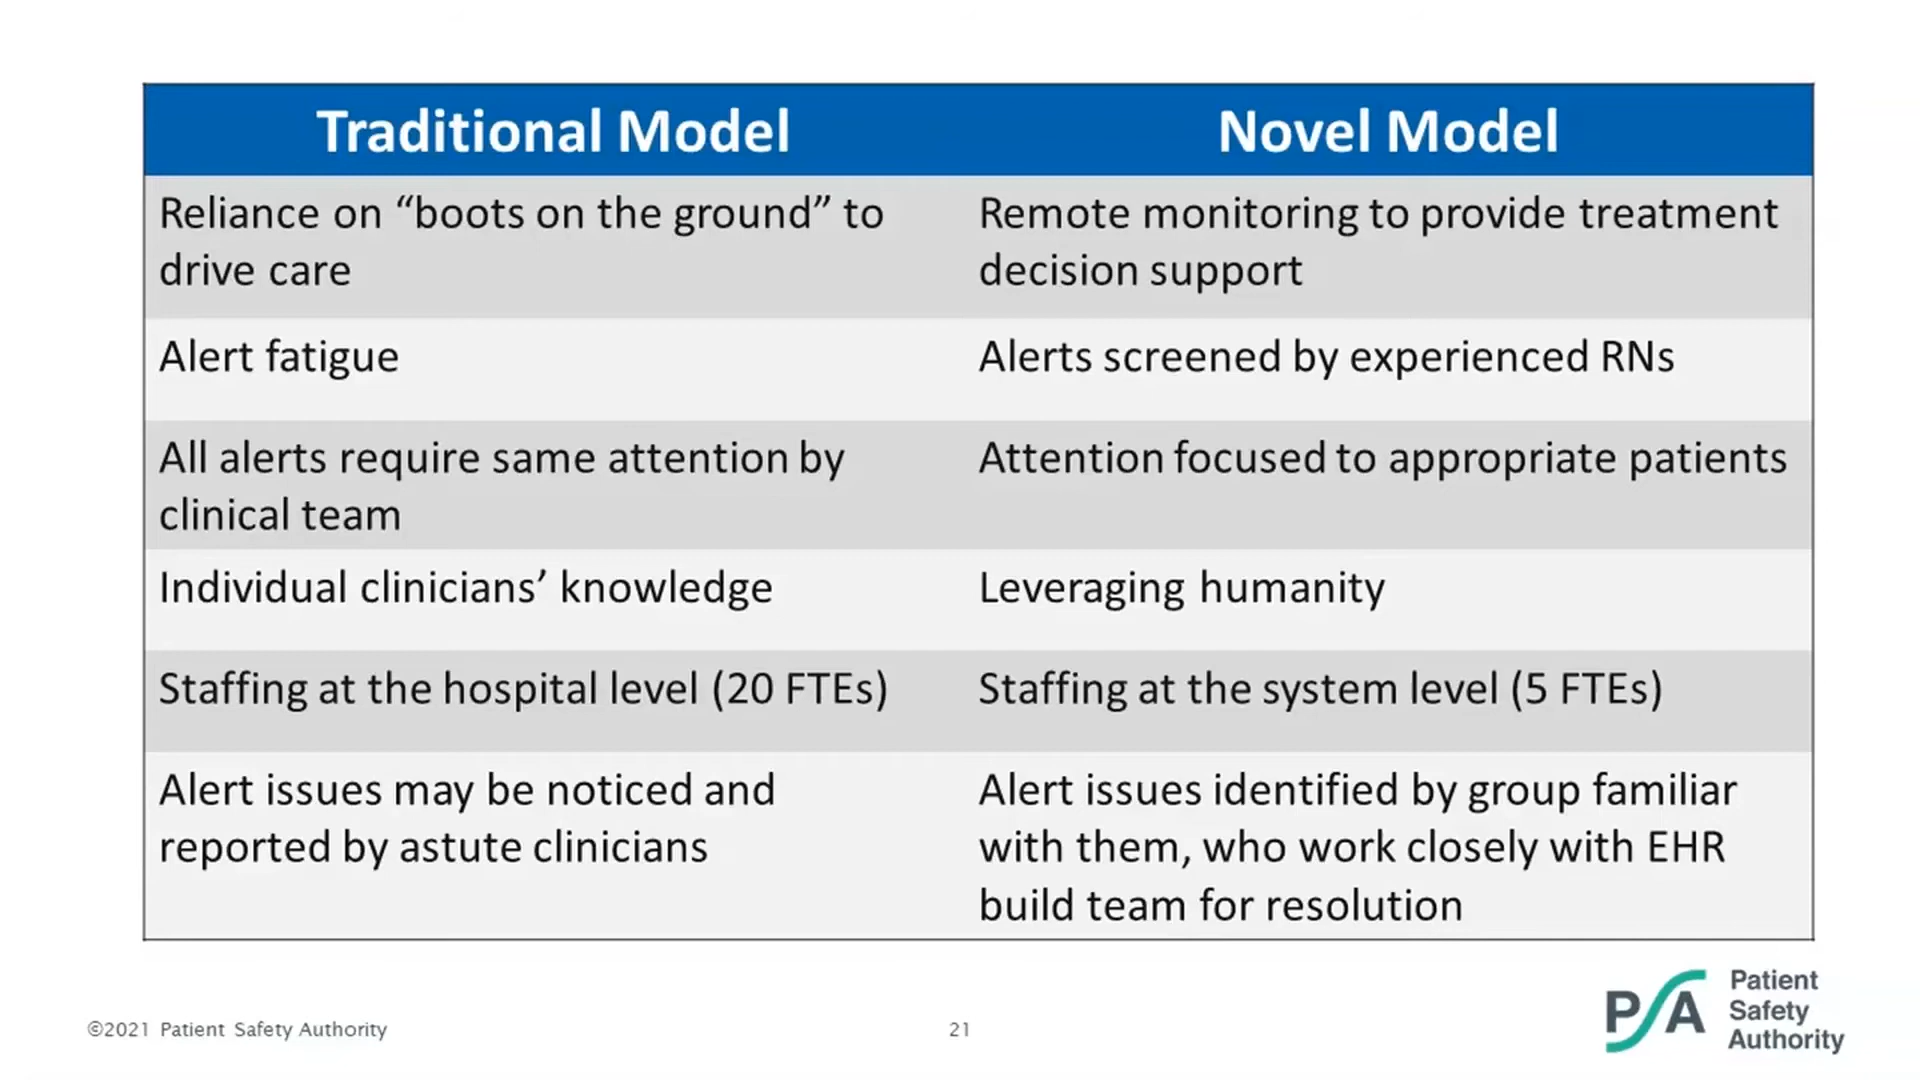 Traditional Model
Novel Model
Reliance on “boots on the ground” to
drive care
Remote monitoring to provide treatment
decision support
Alert fatigue
Alerts screened by experienced RNs
All alerts require same attention by
clinical team
Attention focused to appropriate patients
Individual clinicians’ knowledge
Leveraging humanity
Staffing at the hospital level (20 FTEs)
Staffing at the system level (5 FTEs)
Alert issues may be noticed and
reported by astute clinicians
Alert issues identified by group familiar
with them, who work closely with EHR
build team for resolution
©2021 Patient Safety Authority
21
PSA
Patient
Safety
Authority